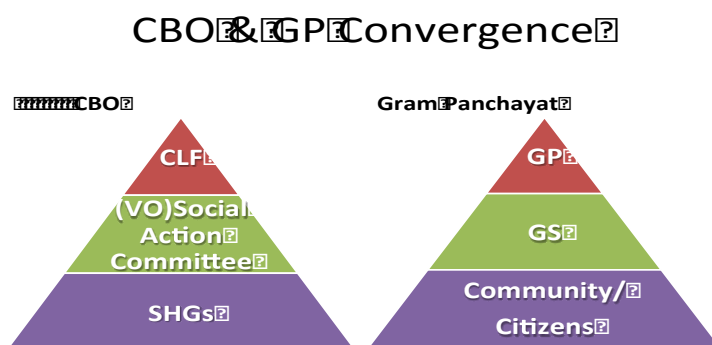 CBO & GP Convergence
CBO
Gram Panchayat
CLF
(VO)Social
Action
Committee
SHGs
GP
GS
Community/
Citizens